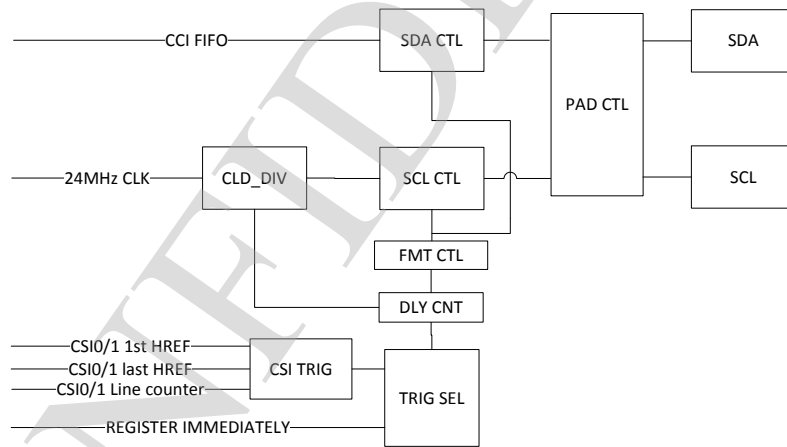 CCI FIFO
SDA CTL
SDA
PAD CTL
24MHz CLK
CLD_DIV
SCL CTL
SCL
FMT CTL
DLY CNT
CSI0/1 1st HREF
CSI0/1 last HREF
CSI TRIG
CSI0/1 Line counter
TRIG SEL
REGISTER IMMEDIATELY